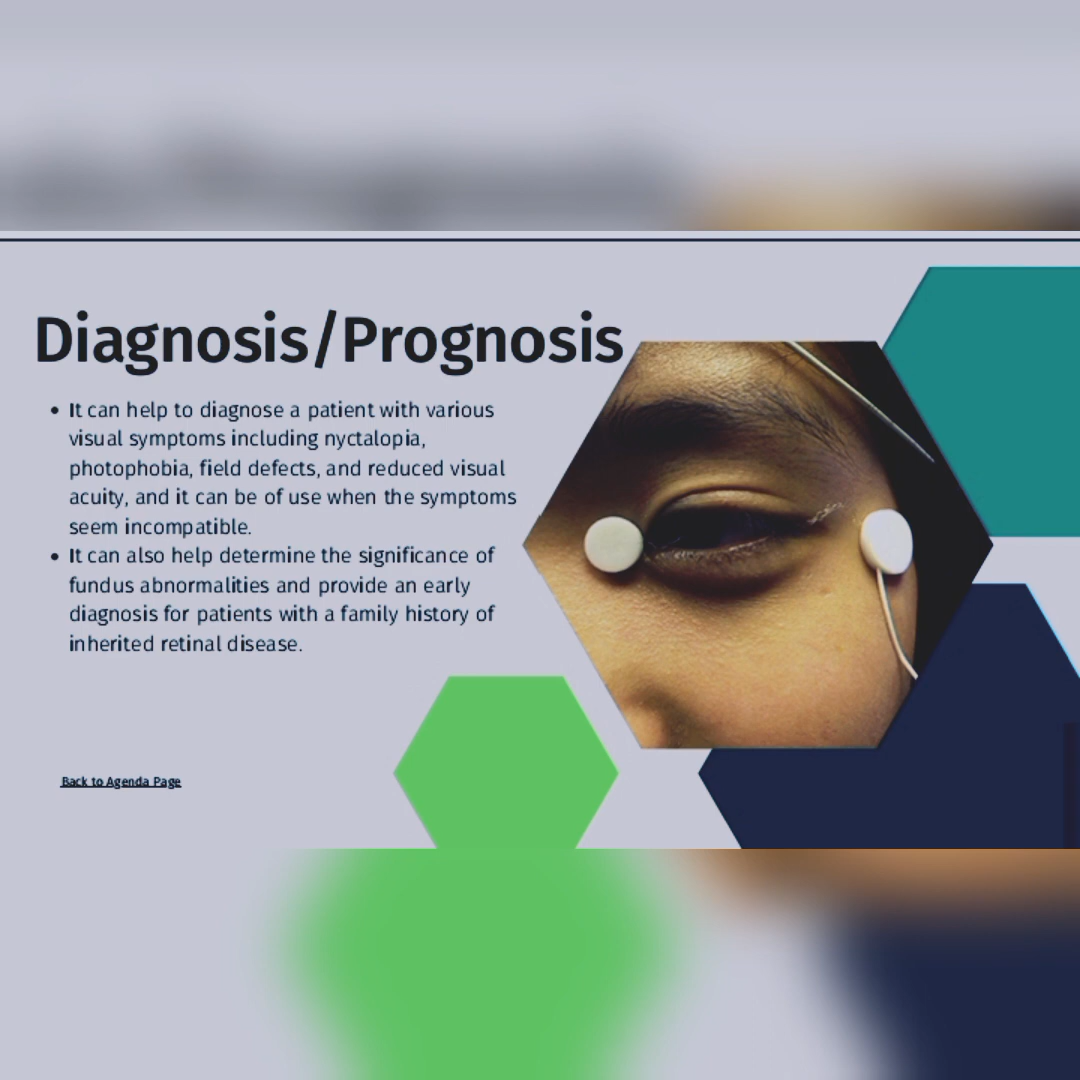 Diagnosis/Prognosis
• It can help to diagnose a patient with various
visual symptoms including nyctalopia,
photophobia, field defects, and reduced visual
acuity, and it can be of use when the symptoms
seem incompatible.
• It can also help determine the significance of
fundus abnormalities and provide an early
diagnosis for patients with a family history of
inherited retinal disease.
Back to Agenda Page